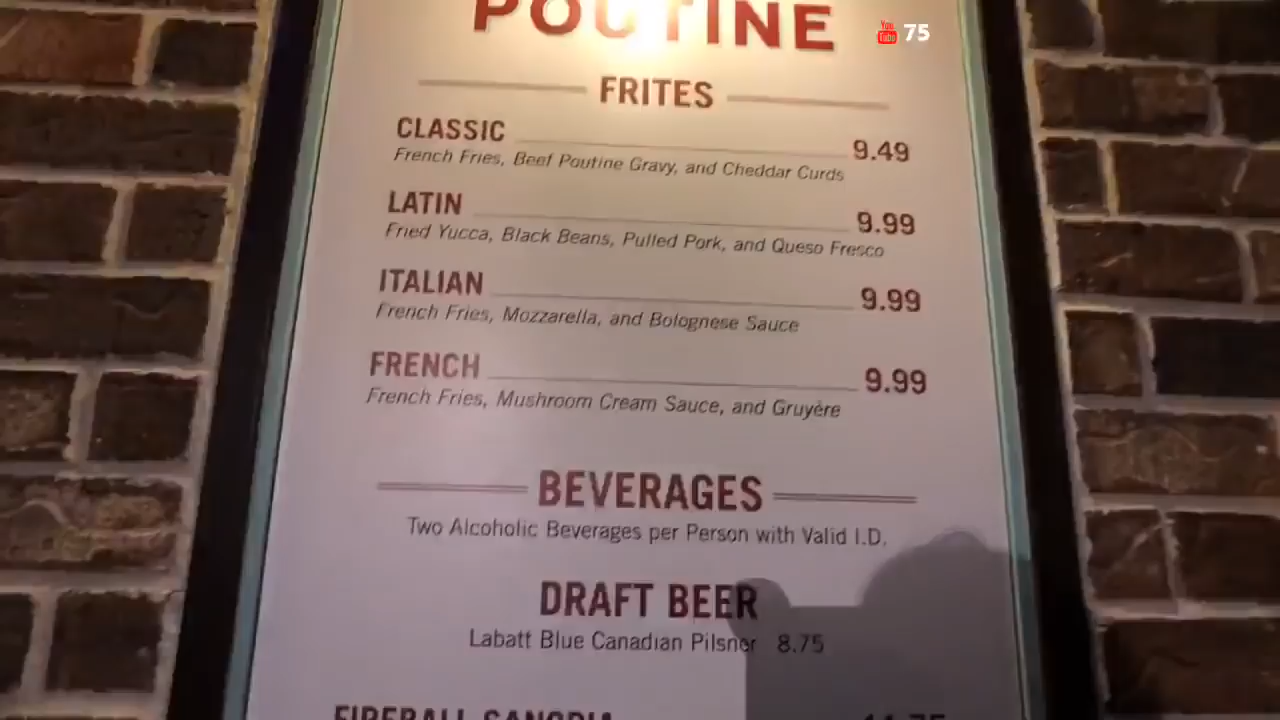 POUTINE
You Tube 75
FRITES
CLASSIC 9.49
French Fries, Beef Poutine Gravy, and Cheddar Curds
LATIN 9.99
Fried Yucca, Black Beans, Pulled Pork, and Queso Fresco
ITALIAN 9.99
French Fries, Mozzarella, and Bolognese Sauce
FRENCH 9.99
French Fries, Mushroom Cream Sauce, and Gruyère
BEVERAGES
Two Alcoholic Beverages per Person with Valid I.D.
DRAFT BEER
Labatt Blue Canadian Pilsner 8.75
FIREBALL SANGRIA